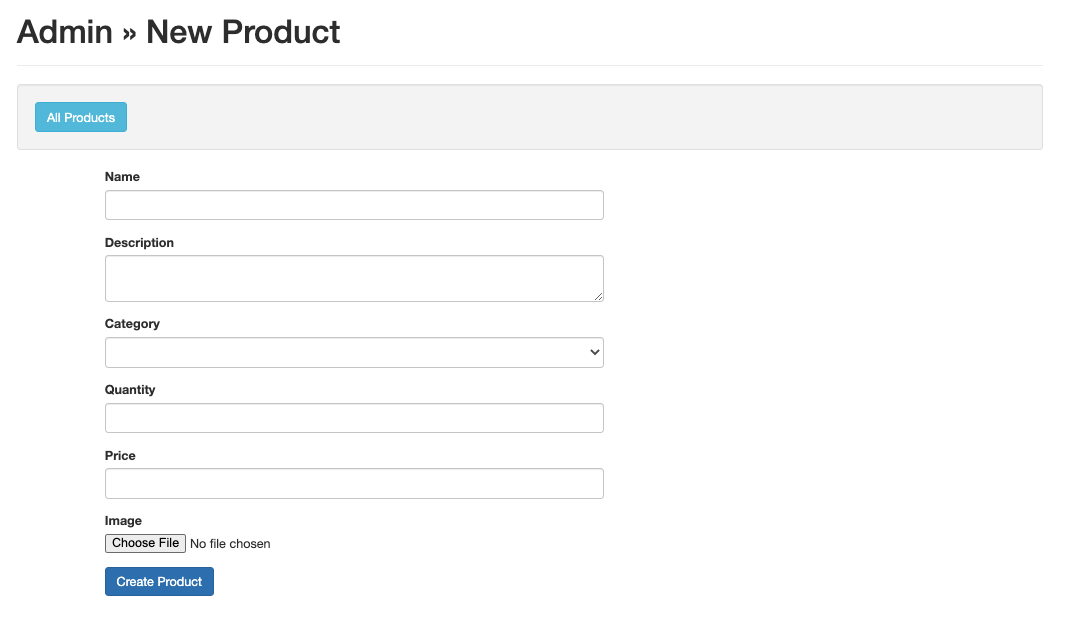 Admin » New Product
All Products
Name
Description
Category
Quantity
Price
Image
Choose File No file chosen
Create Product